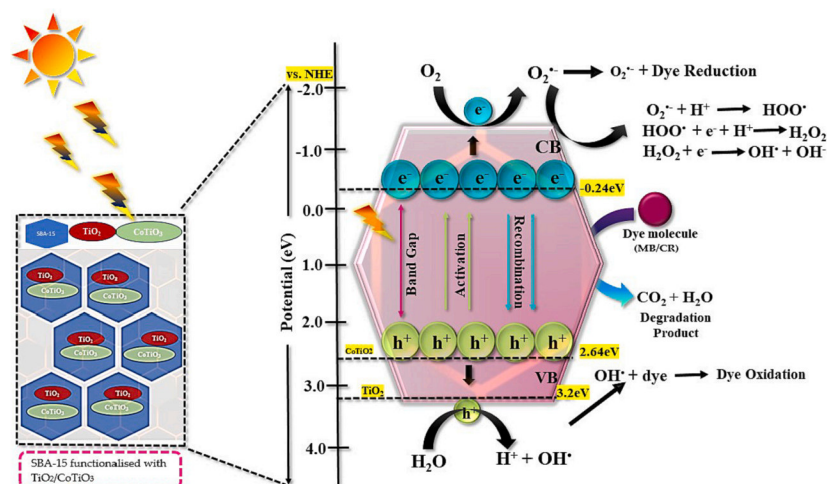 vs. NHE
-2.0
-1.0
0.0
1.0
2.0
3.0
4.0
Potential (eV)
SBA-15
TiO₂
CoTiO₃
TiO₂
CoTiO₃
TiO₂
CoTiO₃
TiO₂
CoTiO₃
TiO₂
CoTiO₃
TiO₂
CoTiO₃
TiO₂
CoTiO₃
SBA-15 functionalised with
TiO₂/CoTiO₃
O₂
O₂•−
O₂•− + Dye Reduction
e⁻
CB
O₂•− + H⁺ → HOO•
HOO• + e⁻ + H⁺ → H₂O₂
H₂O₂ + e⁻ → OH• + OH⁻
e⁻ e⁻ e⁻ e⁻ e⁻
-0.24eV
Band Gap
Activation
Recombination
Dye molecule
(MB/CR)
CO₂ + H₂O
Degradation
Product
h⁺ h⁺ h⁺ h⁺ h⁺
CoTiO₃
2.64eV
VB
TiO₂
3.2eV
h⁺
OH• + dye → Dye Oxidation
H₂O
H⁺ + OH•